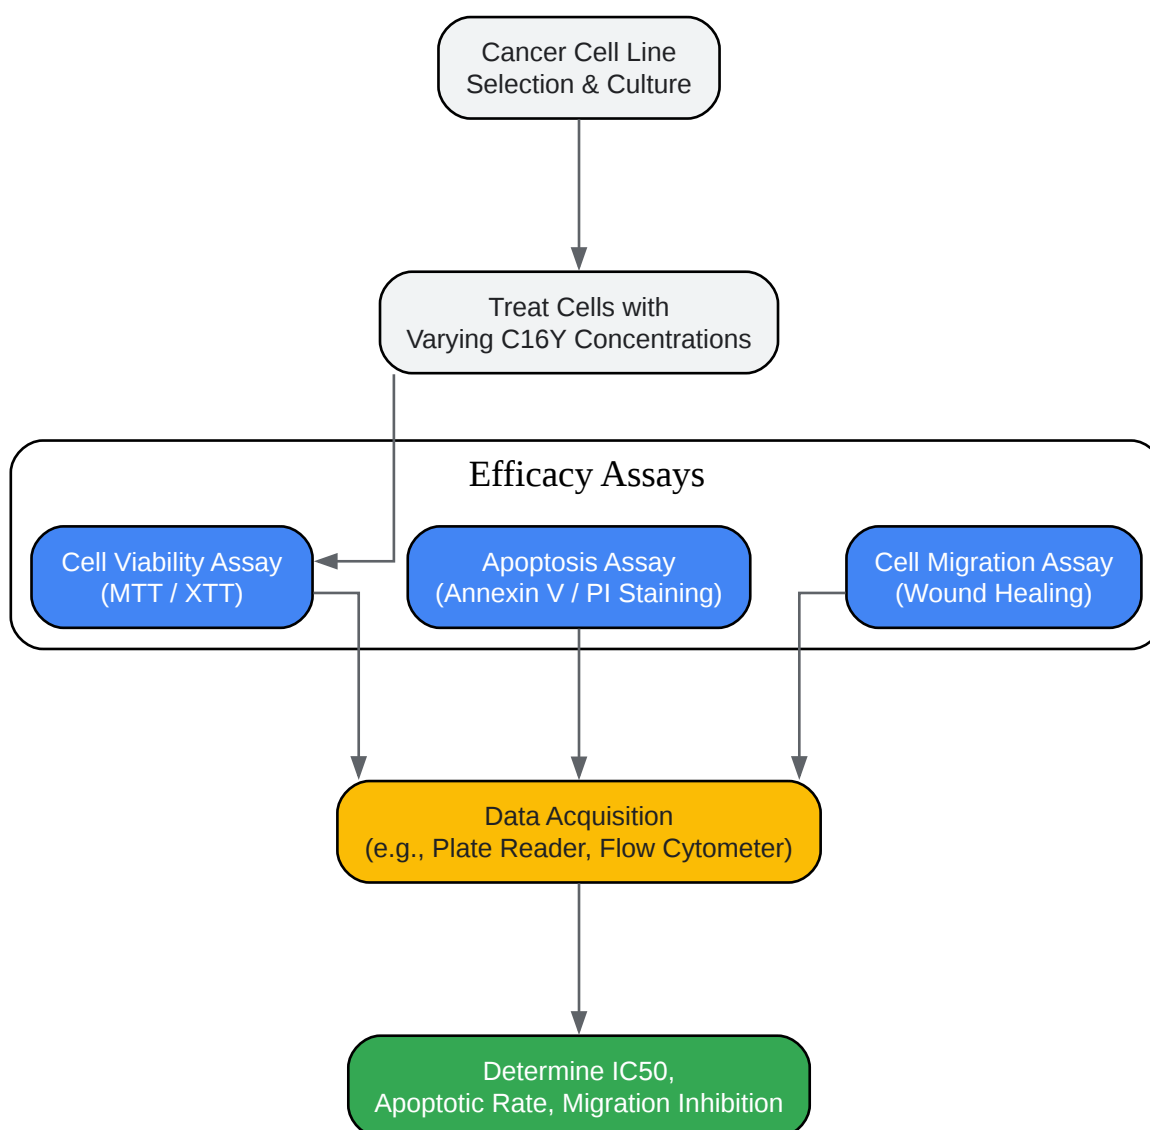 Cancer Cell Line
Selection & Culture
Treat Cells with
Varying C16Y Concentrations
Efficacy Assays
Cell Viability Assay
(MTT / XTT)
Apoptosis Assay
(Annexin V / PI Staining)
Cell Migration Assay
(Wound Healing)
Data Acquisition
(e.g., Plate Reader, Flow Cytometer)
Determine IC50,
Apoptotic Rate, Migration Inhibition